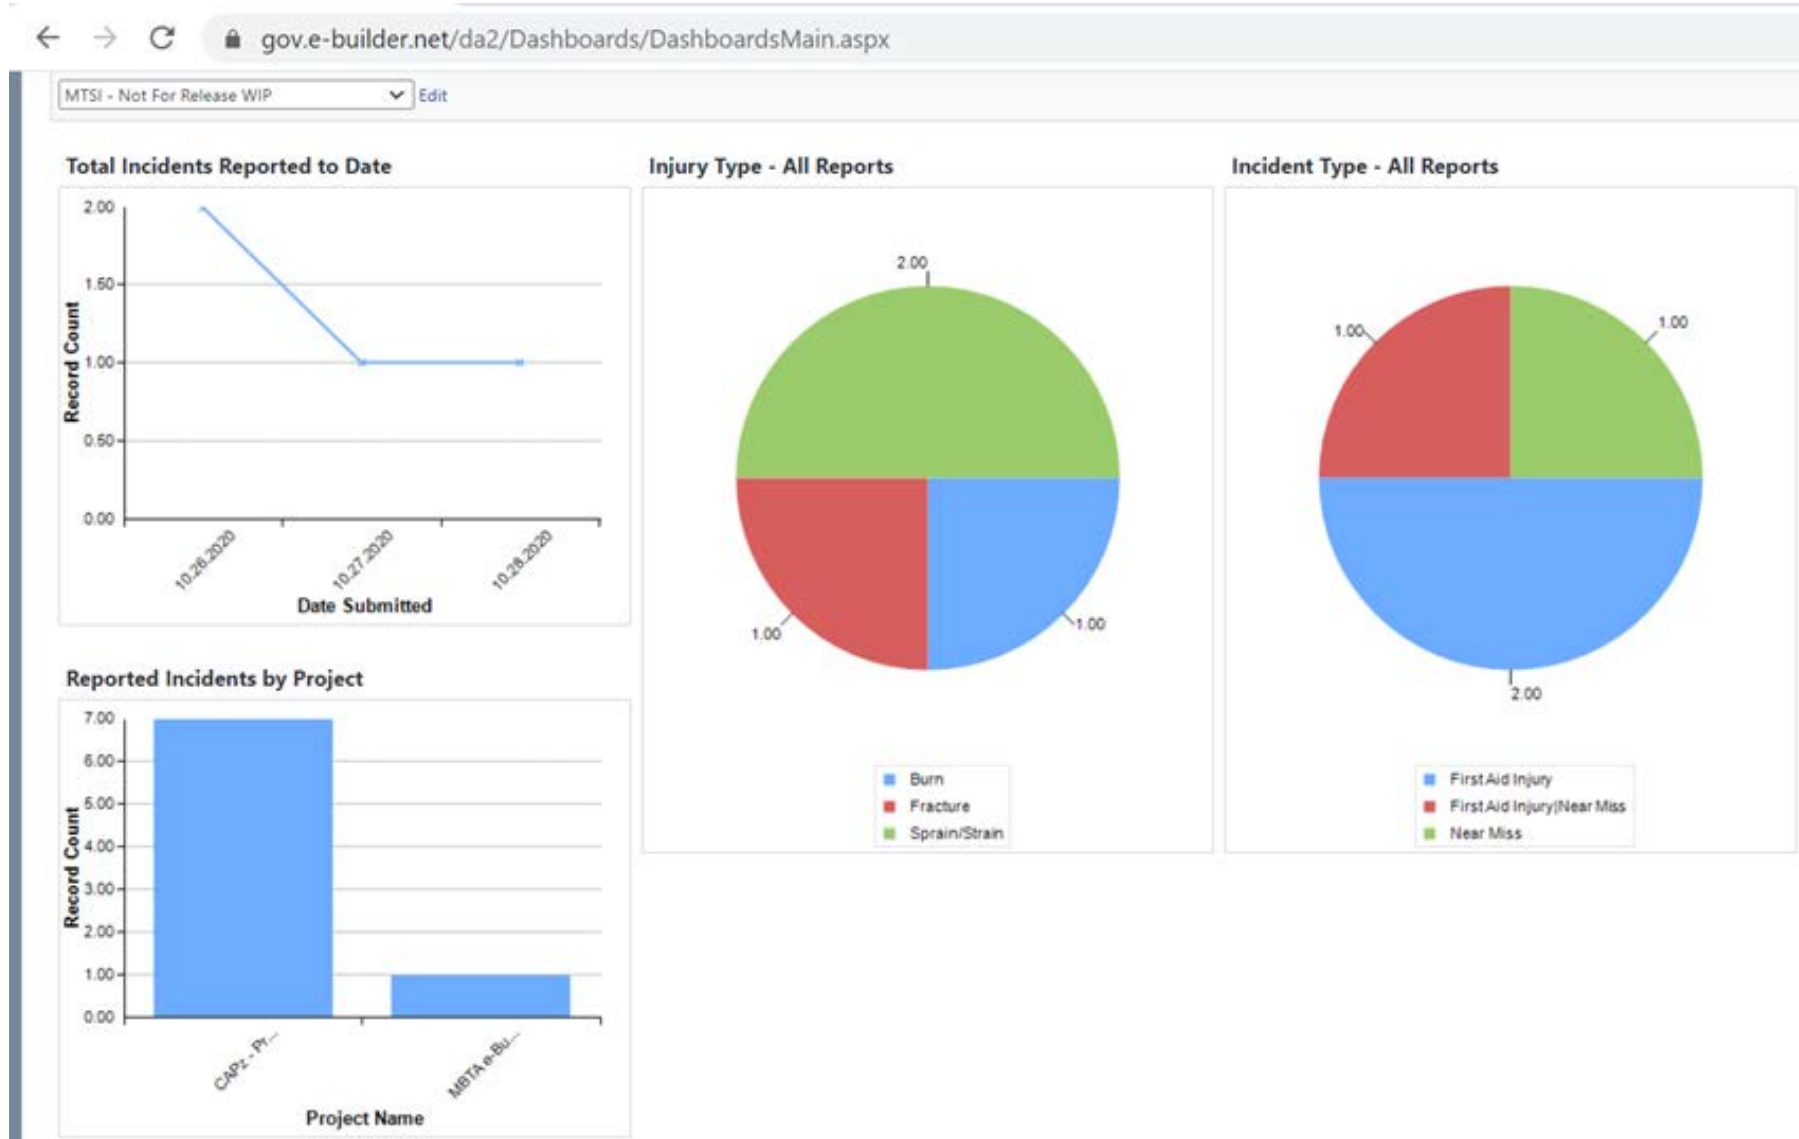 gov.e-builder.net/da2/Dashboards/DashboardsMain.aspx
MTSI - Not For Release WIP
Edit
Total Incidents Reported to Date
2.00
1.50
1.00
0.50
0.00
Record Count
10.26.2020
10.27.2020
10.28.2020
Date Submitted
Injury Type - All Reports
2.00
1.00
1.00
Burn
Fracture
Sprain/Strain
Incident Type - All Reports
1.00
1.00
2.00
First Aid Injury
First Aid Injury|Near Miss
Near Miss
Reported Incidents by Project
7.00
6.00
5.00
4.00
3.00
2.00
1.00
0.00
Record Count
CAPz - Pr...
MBTA e-Bu...
Project Name